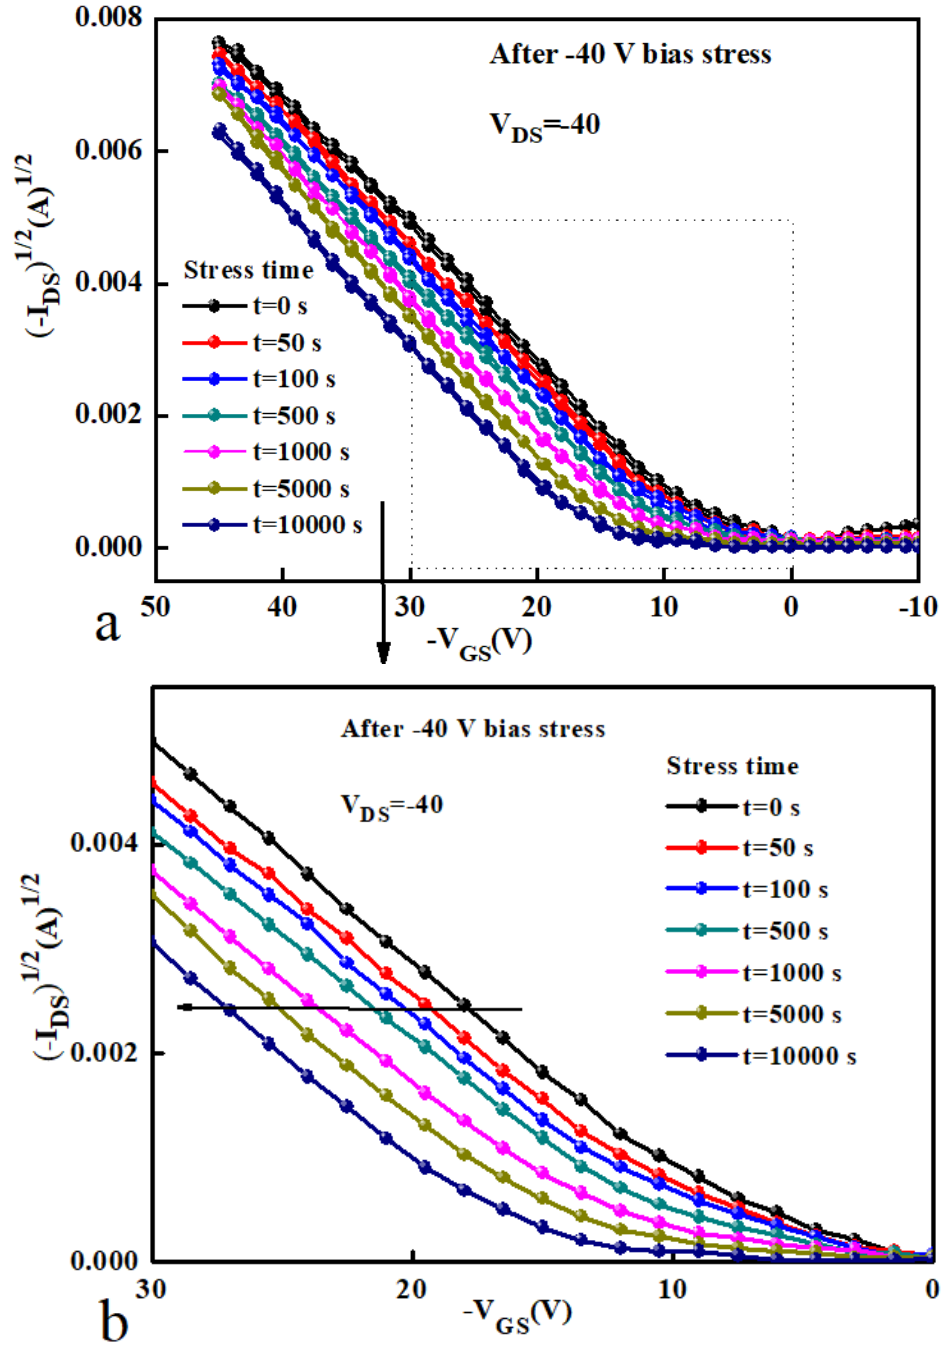 0.008
After -40 V bias stress
0.006
V_DS=-40
(-I_DS)^1/2(A)^1/2
0.004
Stress time
t=0 s
t=50 s
t=100 s
0.002
t=500 s
t=1000 s
t=5000 s
t=10000 s
0.000
50 40 30 20 10 0 -10
a
-V_GS(V)
After -40 V bias stress
Stress time
V_DS=-40
t=0 s
0.004
t=50 s
t=100 s
(-I_DS)^1/2(A)^1/2
t=500 s
t=1000 s
t=5000 s
0.002
t=10000 s
0.000
30 20 10 0
-V_GS(V)
b